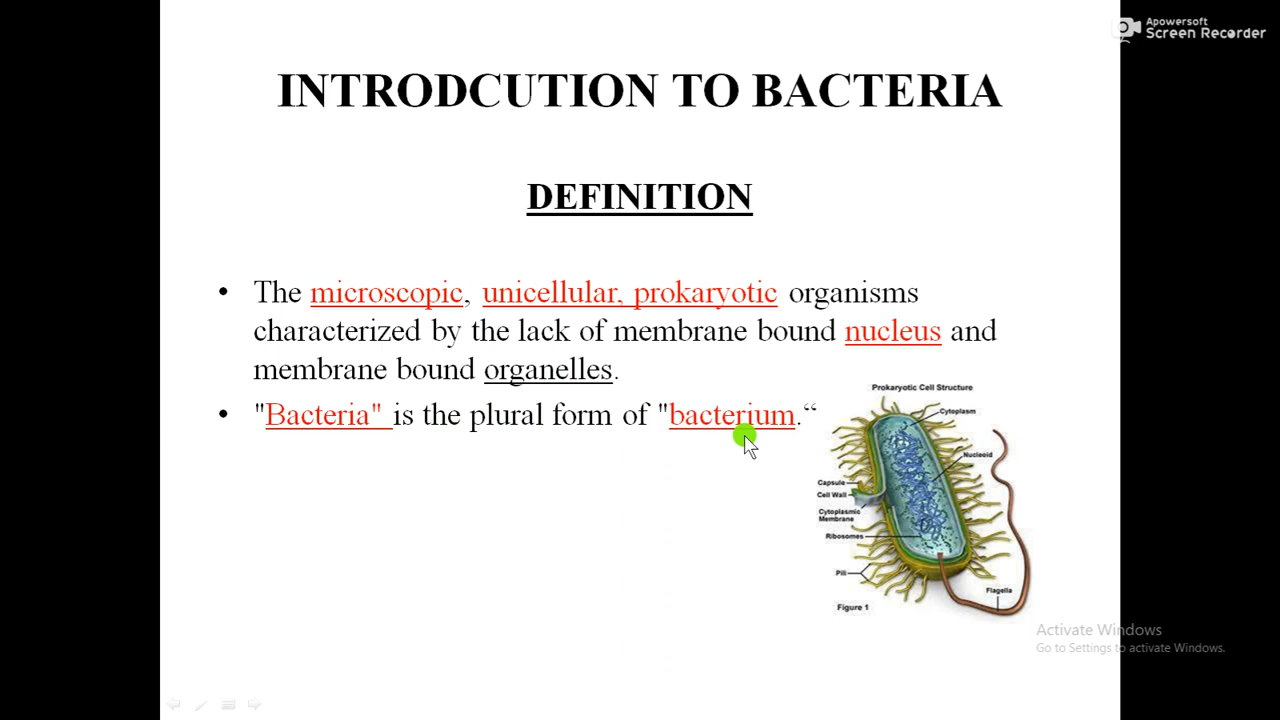 Apowersoft
Screen Recorder
INTRODCUTION TO BACTERIA
DEFINITION
• The microscopic, unicellular, prokaryotic organisms
characterized by the lack of membrane bound nucleus and
membrane bound organelles.
• "Bacteria" is the plural form of "bacterium.“
Prokaryotic Cell Structure
Cytoplasm
Nucleoid
Capsule
Cell Wall
Cytoplasmic
Membrane
Ribosomes
Pili
Flagella
Figure 1
Activate Windows
Go to Settings to activate Windows.